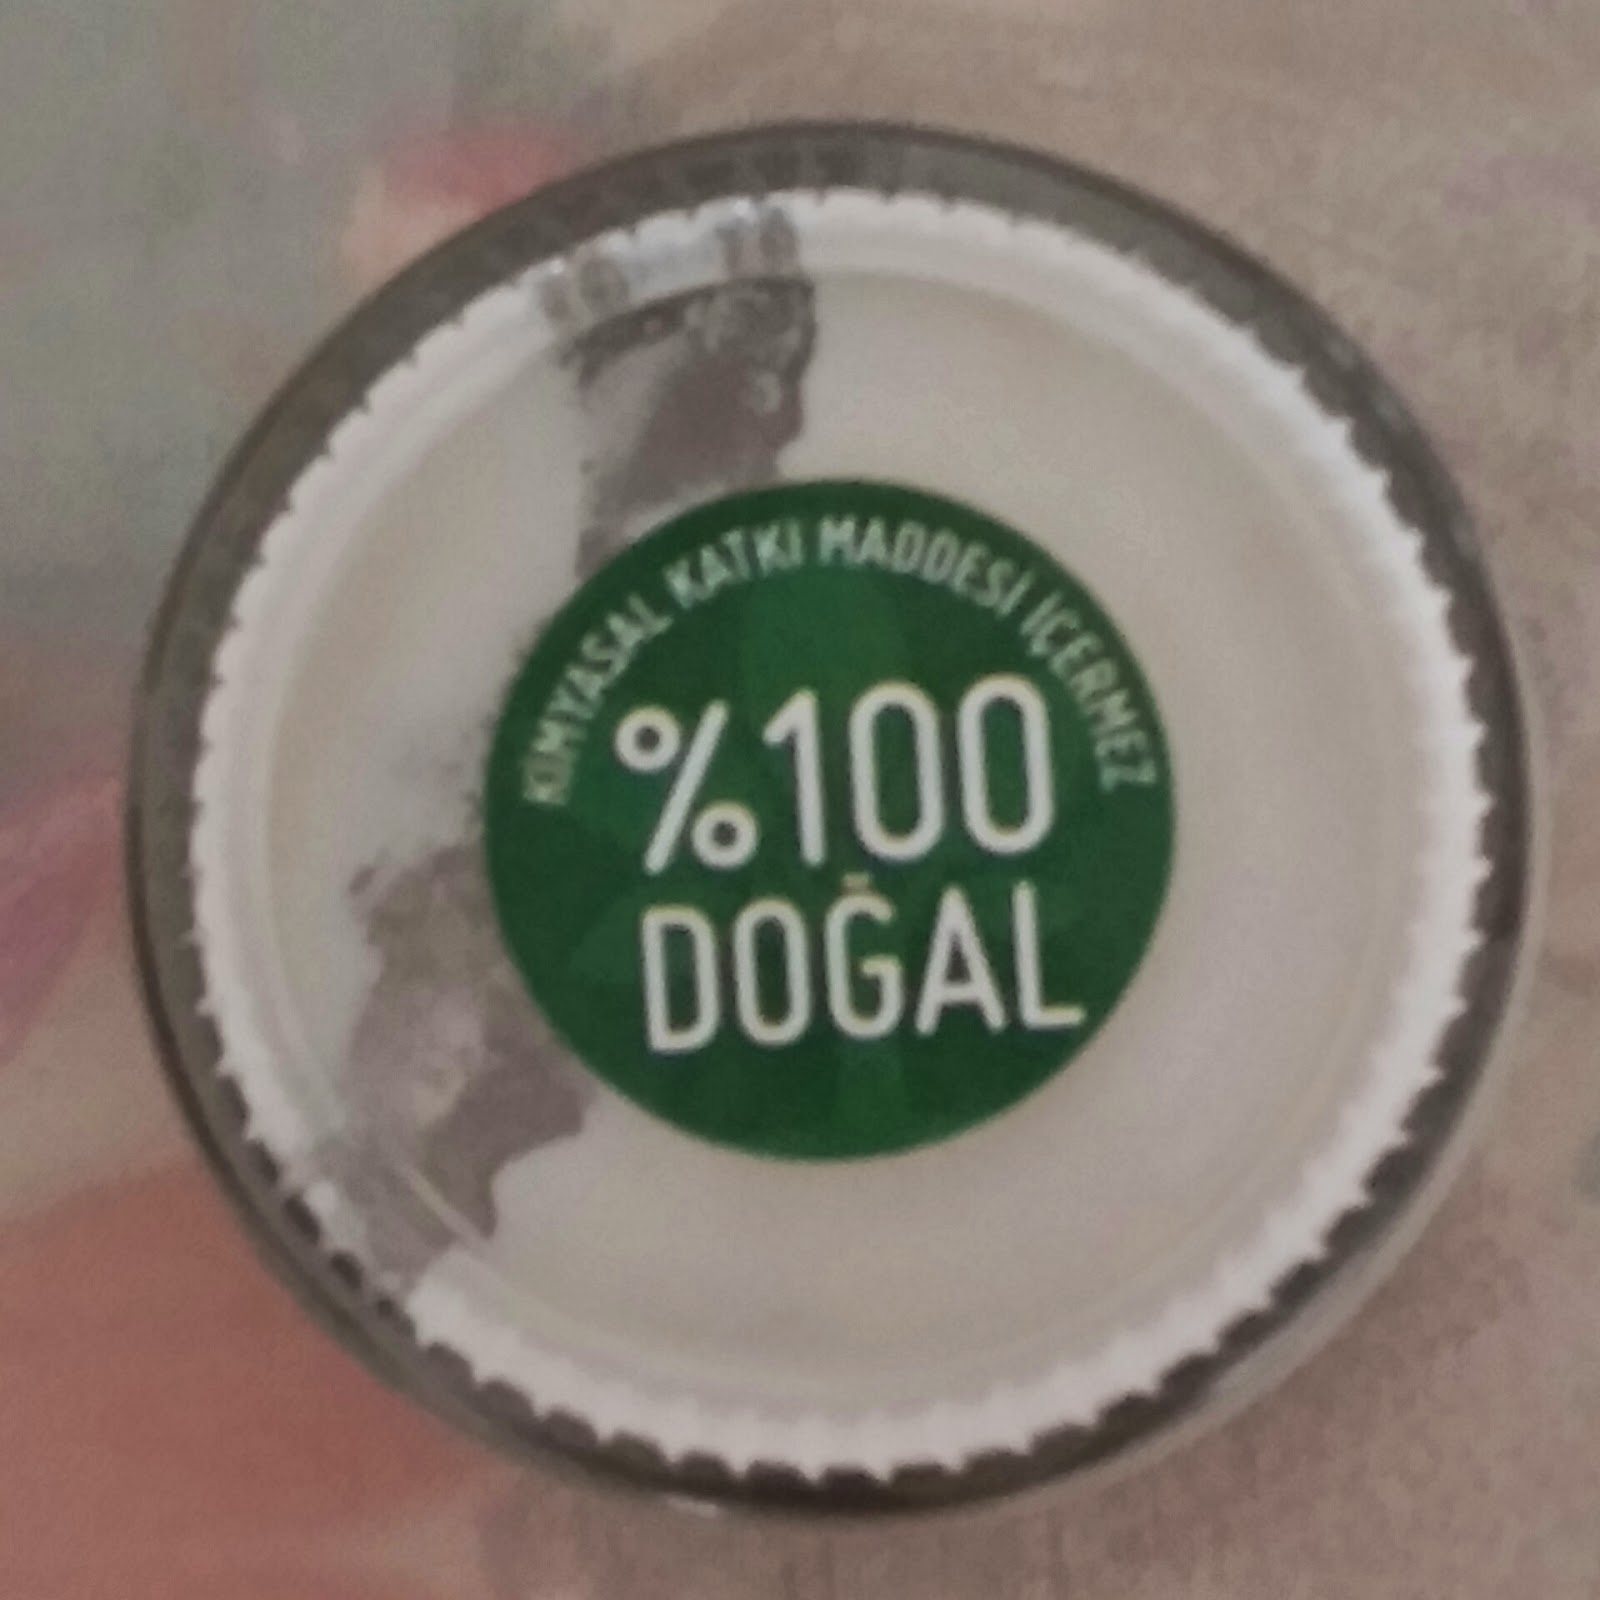 KİMYASAL KATKI MADDESİ İÇERMEZ
%100
DOĞAL